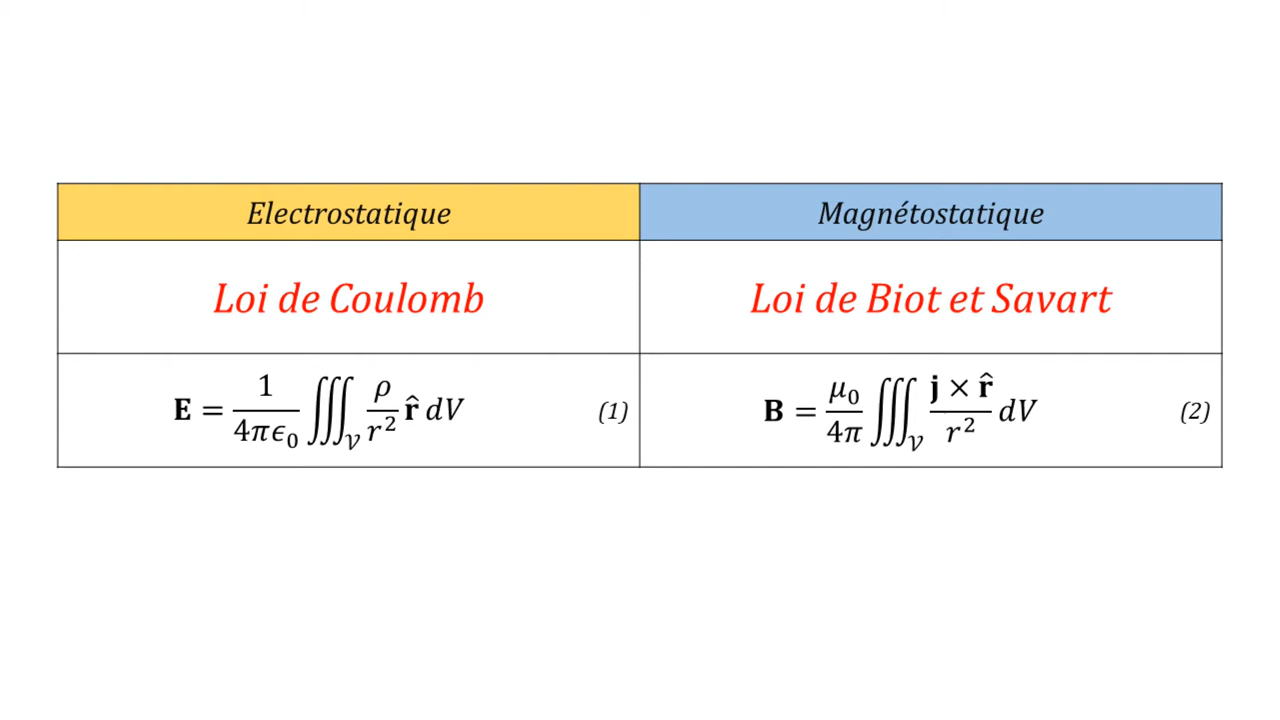 Electrostatique
Magnétostatique
Loi de Coulomb
Loi de Biot et Savart
𝐄 = 1/(4πϵ₀) ∭_𝒱 ρ/r² 𝐫̂ dV (1)
𝐁 = μ₀/(4π) ∭_𝒱 (𝐣 × 𝐫̂)/r² dV (2)